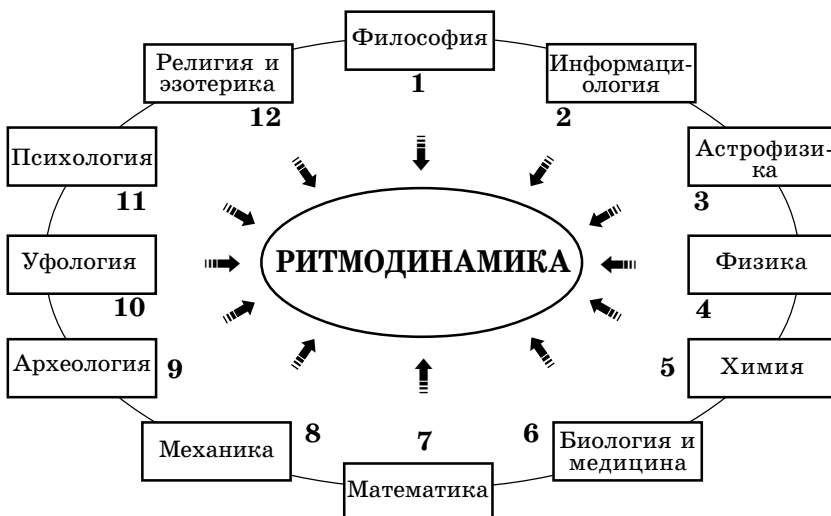 Философия
1
Информаци-
ология
2
Астрофизи-
ка
3
Физика
4
Химия
5
Биология и
медицина
6
Математика
7
Механика
8
Археология
9
Уфология
10
Психология
11
Религия и
эзотерика
12
РИТМОДИНАМИКА